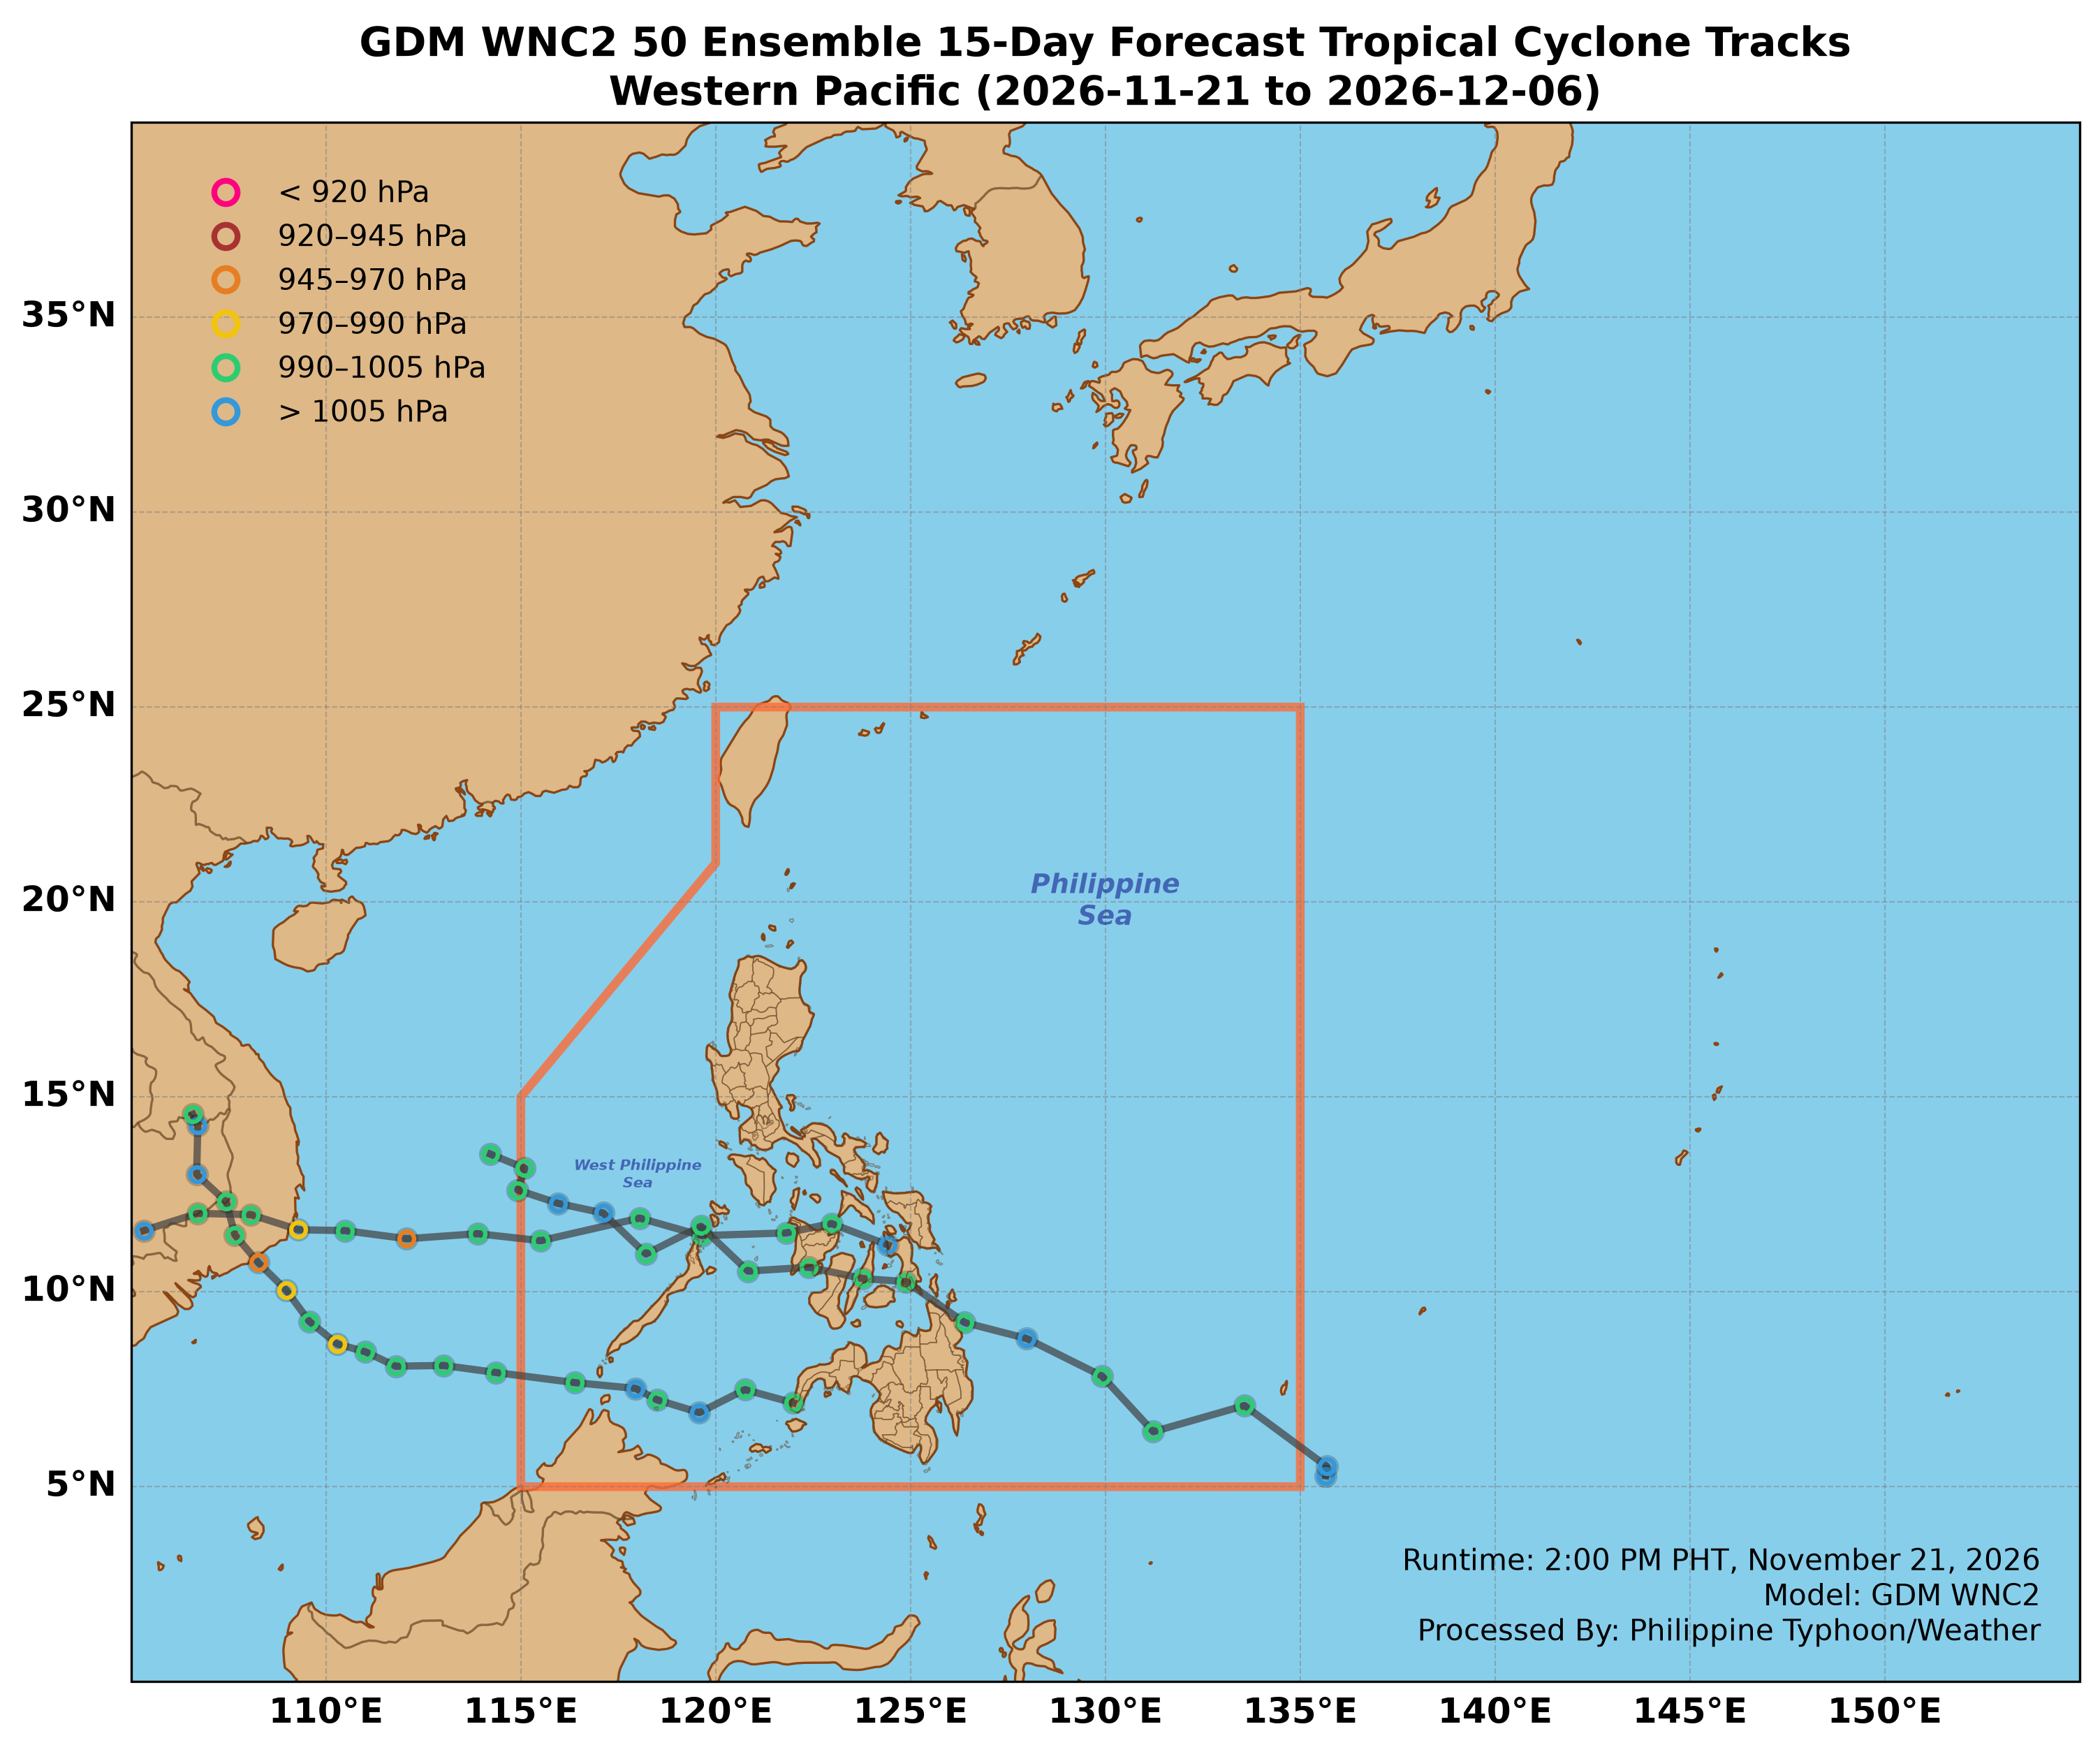 GDM WNC2 50 Ensemble 15-Day Forecast Tropical Cyclone Tracks
Western Pacific (2026-11-21 to 2026-12-06)
< 920 hPa
920–945 hPa
945–970 hPa
970–990 hPa
990–1005 hPa
> 1005 hPa
35°N
30°N
25°N
20°N
15°N
10°N
5°N
Philippine
Sea
West Philippine
Sea
Runtime: 2:00 PM PHT, November 21, 2026
Model: GDM WNC2
Processed By: Philippine Typhoon/Weather
110°E 115°E 120°E 125°E 130°E 135°E 140°E 145°E 150°E